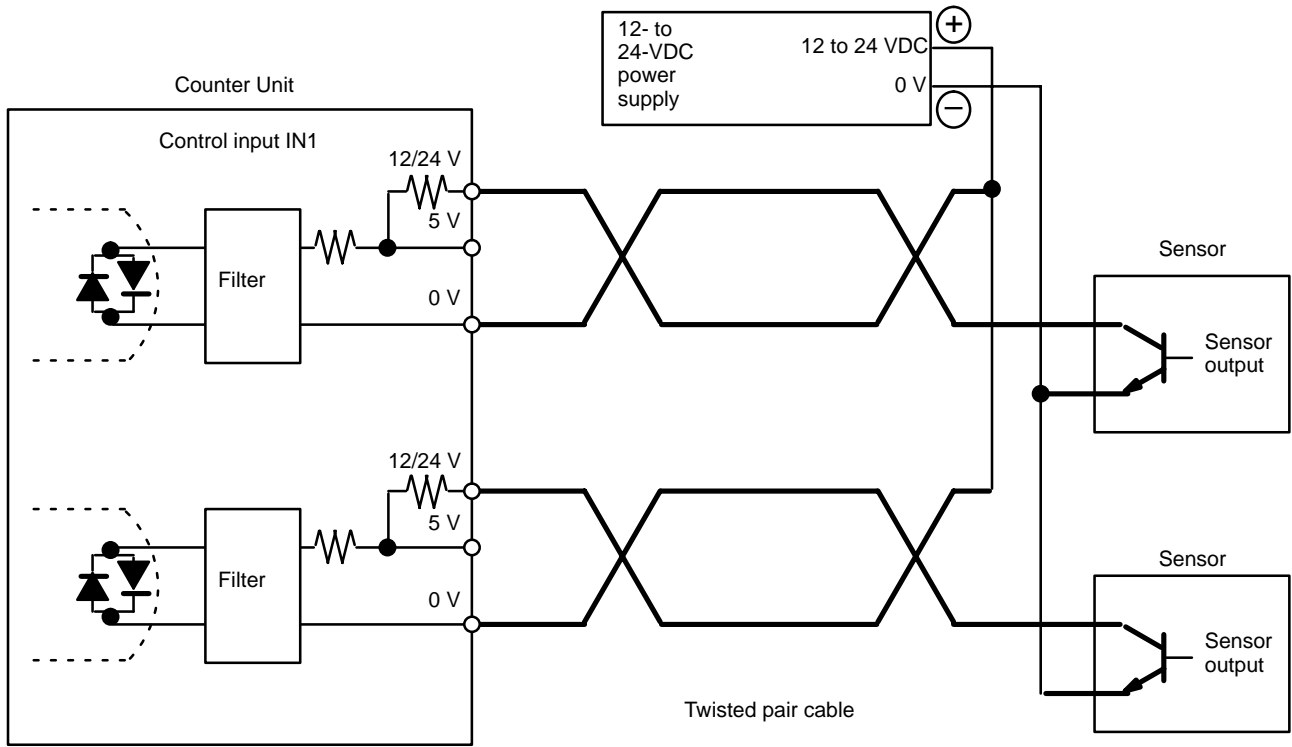 12- to
24-VDC
power
supply
12 to 24 VDC
0 V
+
−
Counter Unit
Control input IN1
12/24 V
5 V
0 V
Filter
Sensor
Sensor
output
12/24 V
5 V
0 V
Filter
Sensor
Sensor
output
Twisted pair cable